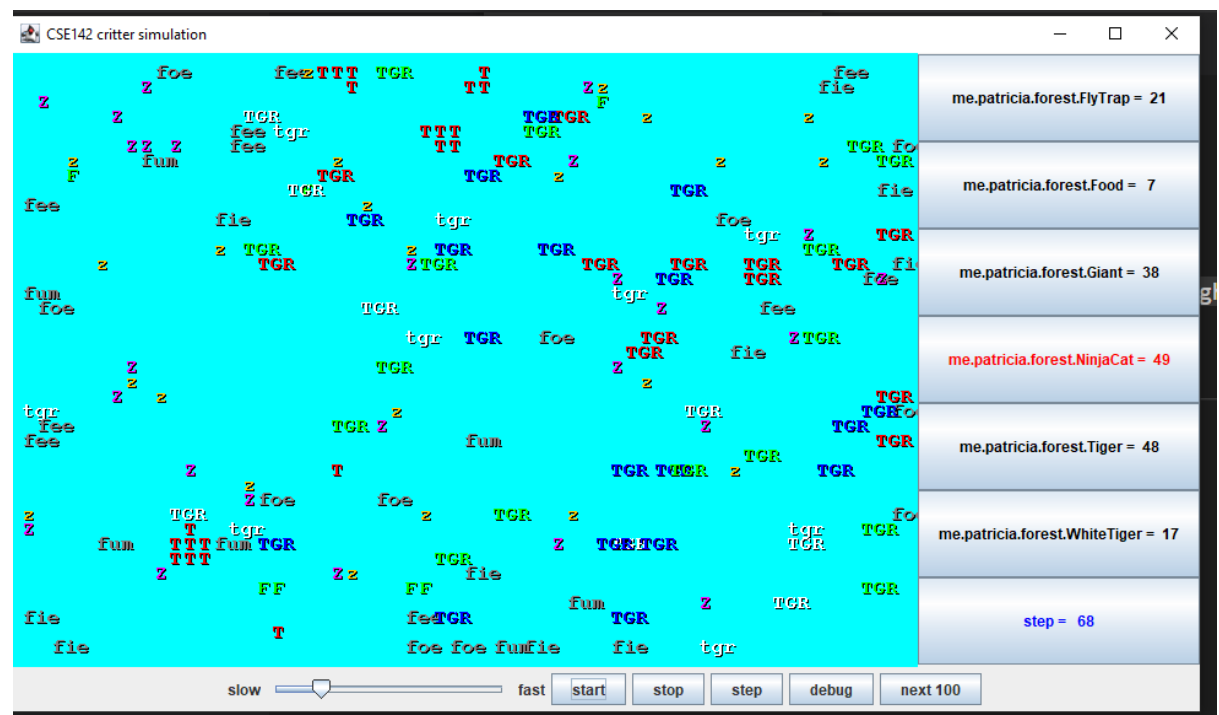 CSE142 critter simulation
foe fee z T T T TGR T fee
Z T T T Z z fie
Z F
Z TGR TGR TGR z z
fee tgr T T T TGR
Z Z Z fee T T TGR fo
z fum z TGR Z z z TGR
F TGR TGR z
TGR TGR fie
fee z
fie TGR tgr foe
tgr Z TGR
z TGR z TGR TGR TGR
z TGR Z TGR TGR TGR TGR TGR fi
Z TGR TGR
fum tgr
foe TGR Z fee
tgr TGR foe TGR Z TGR
TGR fie
Z TGR Z
z z
Z z TGR
tgr z TGR TGR fo
fee TGR Z Z TGR
fee fum TGR
TGR
Z T TGR z TGR
z
Z foe foe
z TGR z TGR z fo
Z T tgr tgr TGR
fum T T T fum TGR Z TGR TGR TGR
T T T TGR
Z Z z fie
F F F F TGR
fum Z TGR
fie fee TGR TGR
T
fie foe foe fum fie fie tgr
me.patricia.forest.FlyTrap = 21
me.patricia.forest.Food = 7
me.patricia.forest.Giant = 38
me.patricia.forest.NinjaCat = 49
me.patricia.forest.Tiger = 48
me.patricia.forest.WhiteTiger = 17
step = 68
slow fast start stop step debug next 100